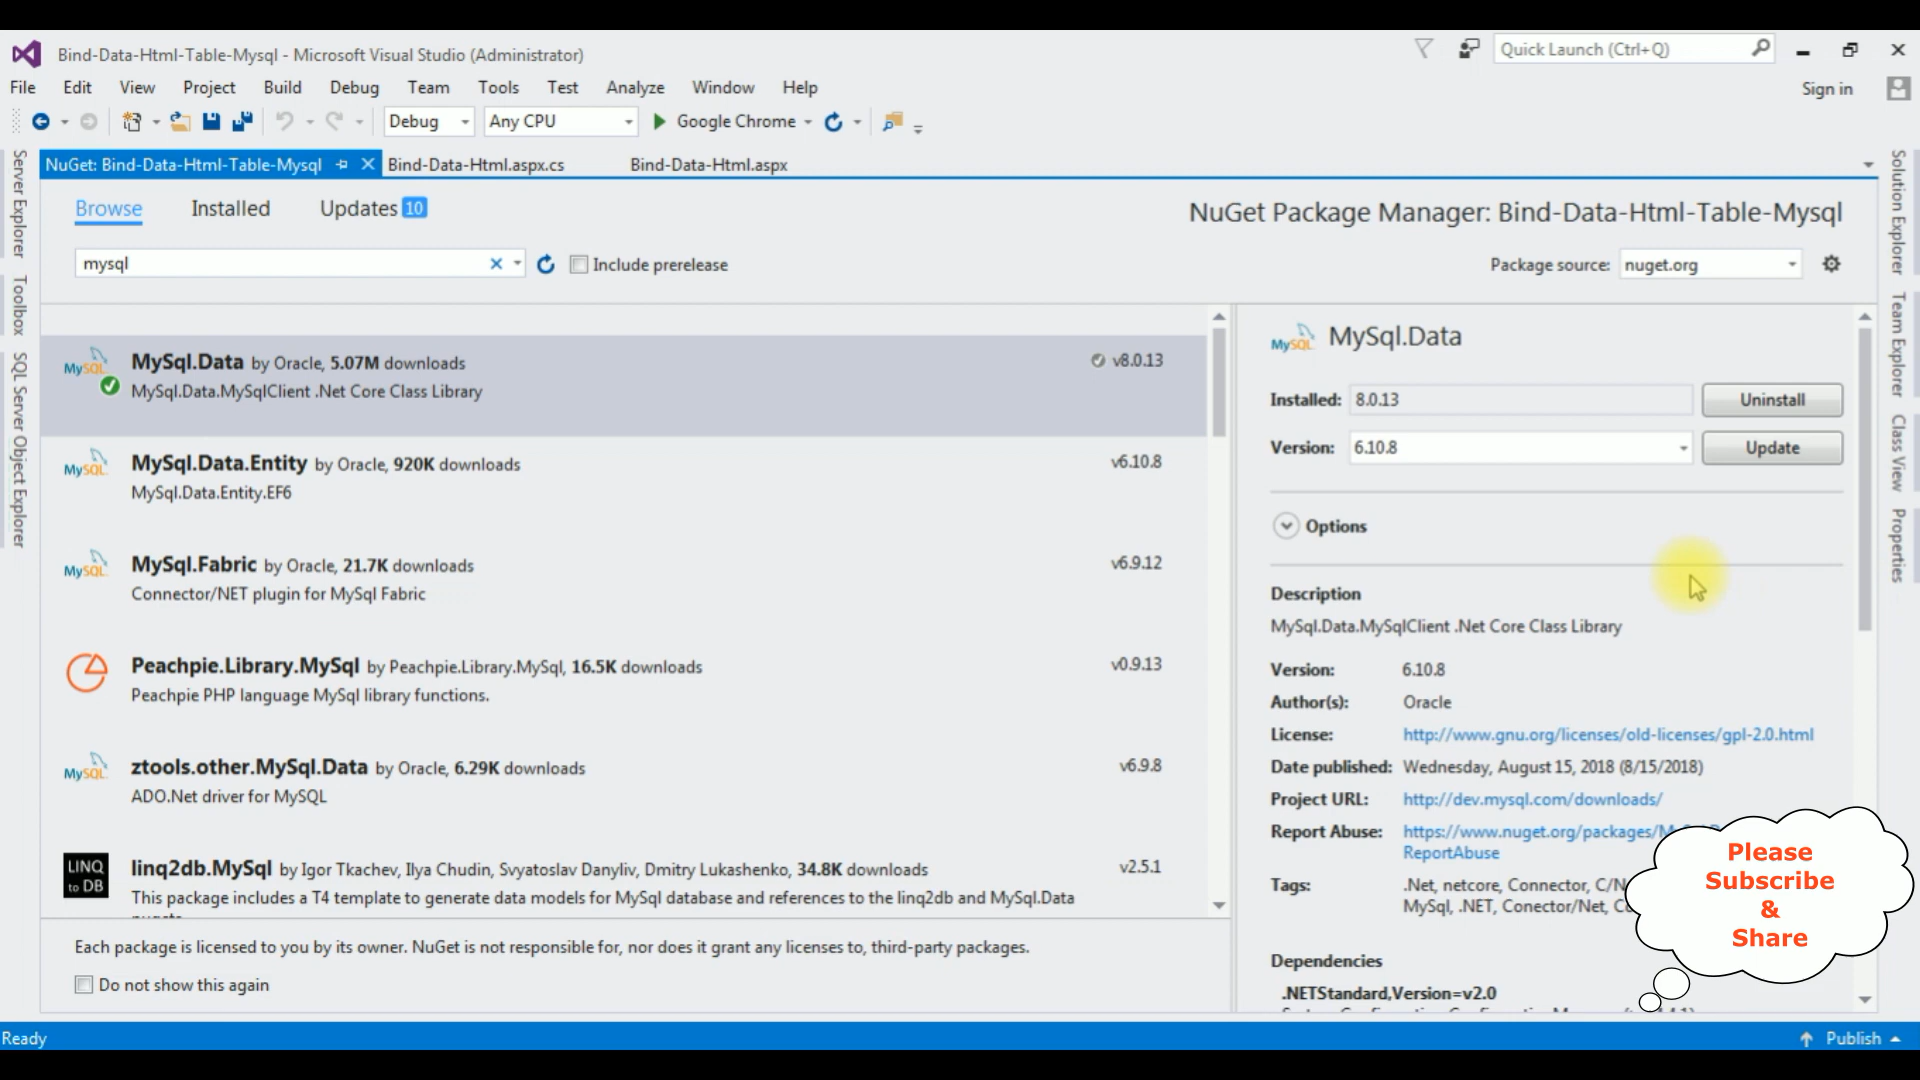 Bind-Data-Html-Table-Mysql - Microsoft Visual Studio (Administrator)
Quick Launch (Ctrl+Q)
File Edit View Project Build Debug Team Tools Test Analyze Window Help
Sign in
Debug Any CPU Google Chrome
NuGet: Bind-Data-Html-Table-Mysql Bind-Data-Html.aspx.cs Bind-Data-Html.aspx
Server Explorer
Toolbox
SQL Server Object Explorer
Browse Installed Updates 10
NuGet Package Manager: Bind-Data-Html-Table-Mysql
mysql
Include prerelease
Package source: nuget.org
MySql.Data by Oracle, 5.07M downloads v8.0.13
MySql.Data.MySqlClient .Net Core Class Library
MySql.Data.Entity by Oracle, 920K downloads v6.10.8
MySql.Data.Entity.EF6
MySql.Fabric by Oracle, 21.7K downloads v6.9.12
Connector/NET plugin for MySql Fabric
Peachpie.Library.MySql by Peachpie.Library.MySql, 16.5K downloads v0.9.13
Peachpie PHP language MySql library functions.
ztools.other.MySql.Data by Oracle, 6.29K downloads v6.9.8
ADO.Net driver for MySQL
LINQ
to DB
linq2db.MySql by Igor Tkachev, Ilya Chudin, Svyatoslav Danyliv, Dmitry Lukashenko, 34.8K downloads v2.5.1
This package includes a T4 template to generate data models for MySql database and references to the linq2db and MySql.Data
Each package is licensed to you by its owner. NuGet is not responsible for, nor does it grant any licenses to, third-party packages.
Do not show this again
MySQL MySql.Data
Installed: 8.0.13 Uninstall
Version: 6.10.8 Update
Options
Description
MySql.Data.MySqlClient .Net Core Class Library
Version: 6.10.8
Author(s): Oracle
License: http://www.gnu.org/licenses/old-licenses/gpl-2.0.html
Date published: Wednesday, August 15, 2018 (8/15/2018)
Project URL: http://dev.mysql.com/downloads/
Report Abuse: https://www.nuget.org/packages/
ReportAbuse
Tags: .Net, netcore, Connector,
MySql, .NET, Conector/Net,
Dependencies
.NETStandard,Version=v2.0
Please
Subscribe
&
Share
Solution Explorer
Team Explorer
Class View
Properties
Ready
Publish